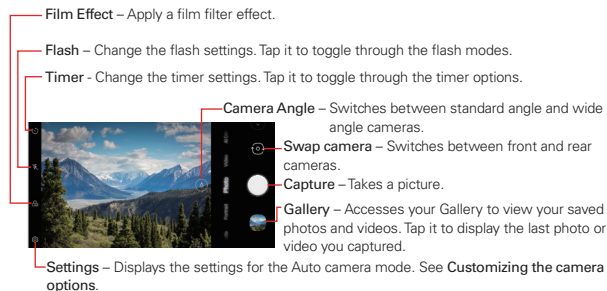 Film Effect – Apply a film filter effect.
Flash – Change the flash settings. Tap it to toggle through the flash modes.
Timer - Change the timer settings. Tap it to toggle through the timer options.
Camera Angle – Switches between standard angle and wide
angle cameras.
Swap camera – Switches between front and rear
cameras.
Capture – Takes a picture.
Gallery – Accesses your Gallery to view your saved
photos and videos. Tap it to display the last photo or
video you captured.
Video
Photo
Portrait
Settings – Displays the settings for the Auto camera mode. See Customizing the camera
options.